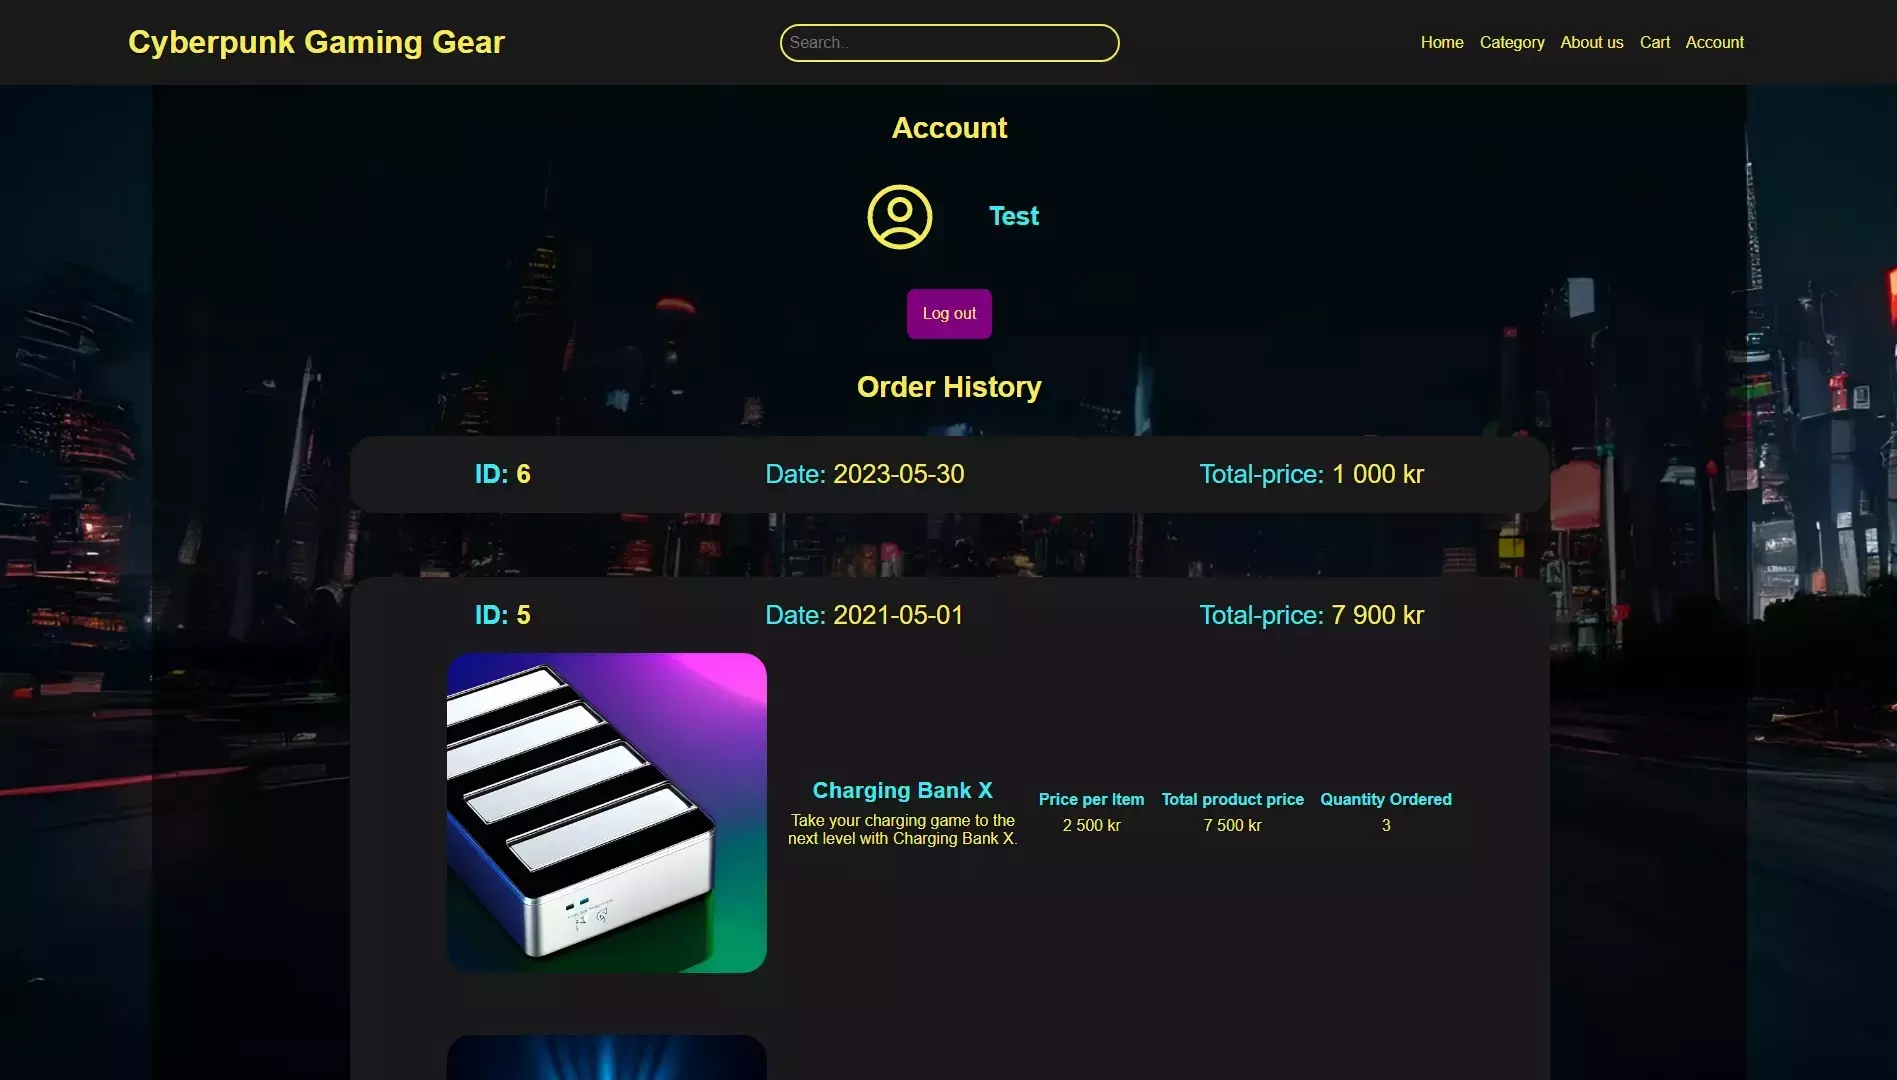 Cyberpunk Gaming Gear
Search..
Home Category About us Cart Account
Account
Test
Log out
Order History
ID: 6 Date: 2023-05-30 Total-price: 1 000 kr
ID: 5 Date: 2021-05-01 Total-price: 7 900 kr
Charging Bank X
Take your charging game to the
next level with Charging Bank X.
Price per Item Total product price Quantity Ordered
2 500 kr 7 500 kr 3